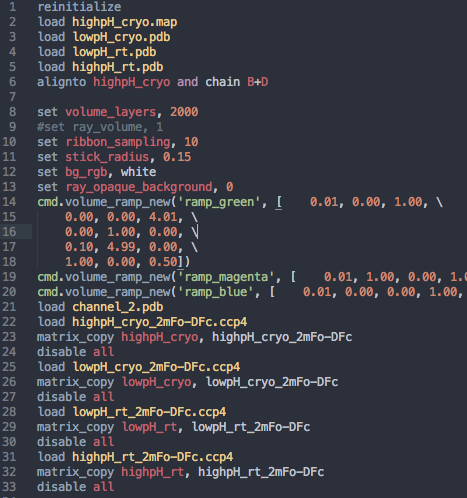 1 reinitialize
2 load highpH_cryo.map
3 load lowpH_cryo.pdb
4 load lowpH_rt.pdb
5 load highpH_rt.pdb
6 alignto highpH_cryo and chain B+D
7
8 set volume_layers, 2000
9 #set ray_volume, 1
10 set ribbon_sampling, 10
11 set stick_radius, 0.15
12 set bg_rgb, white
13 set ray_opaque_background, 0
14 cmd.volume_ramp_new('ramp_green', [    0.01, 0.00, 1.00, \
15     0.00, 0.00, 4.01, \
16     0.00, 1.00, 0.00, \
17     0.10, 4.99, 0.00, \
18     1.00, 0.00, 0.50])
19 cmd.volume_ramp_new('ramp_magenta', [    0.01, 1.00, 0.00, 1.0
20 cmd.volume_ramp_new('ramp_blue', [    0.01, 0.00, 0.00, 1.00,
21 load channel_2.pdb
22 load highpH_cryo_2mFo-DFc.ccp4
23 matrix_copy highpH_cryo, highpH_cryo_2mFo-DFc
24 disable all
25 load lowpH_cryo_2mFo-DFc.ccp4
26 matrix_copy lowpH_cryo, lowpH_cryo_2mFo-DFc
27 disable all
28 load lowpH_rt_2mFo-DFc.ccp4
29 matrix_copy lowpH_rt, lowpH_rt_2mFo-DFc
30 disable all
31 load highpH_rt_2mFo-DFc.ccp4
32 matrix_copy highpH_rt, highpH_rt_2mFo-DFc
33 disable all